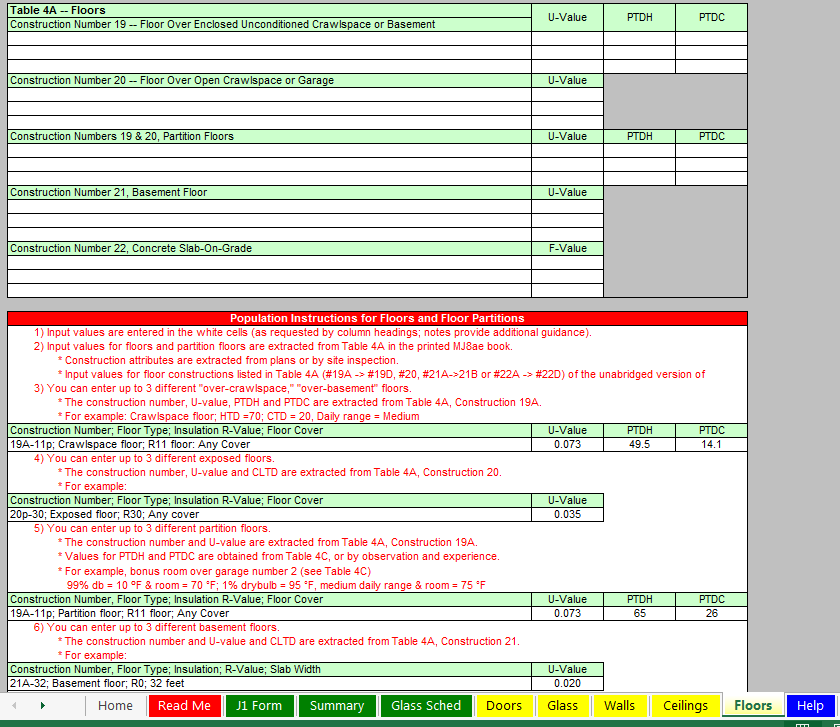 Table 4A -- Floors
Construction Number 19 -- Floor Over Enclosed Unconditioned Crawlspace or Basement U-Value PTDH PTDC
Construction Number 20 -- Floor Over Open Crawlspace or Garage U-Value
Construction Numbers 19 & 20, Partition Floors U-Value PTDH PTDC
Construction Number 21, Basement Floor U-Value
Construction Number 22, Concrete Slab-On-Grade F-Value
Population Instructions for Floors and Floor Partitions
1) Input values are entered in the white cells (as requested by column headings; notes provide additional guidance).
2) Input values for floors and partition floors are extracted from Table 4A in the printed MJ8ae book.
* Construction attributes are extracted from plans or by site inspection.
* Input values for floor constructions listed in Table 4A (#19A -> #19D, #20, #21A->21B or #22A -> #22D) of the unabridged version of
3) You can enter up to 3 different "over-crawlspace," "over-basement" floors.
* The construction number, U-value, PTDH and PTDC are extracted from Table 4A, Construction 19A.
* For example: Crawlspace floor; HTD =70; CTD = 20, Daily range = Medium
Construction Number; Floor Type; Insulation R-Value; Floor Cover U-Value PTDH PTDC
19A-11p; Crawlspace floor; R11 floor: Any Cover 0.073 49.5 14.1
4) You can enter up to 3 different exposed floors.
* The construction number, U-value and CLTD are extracted from Table 4A, Construction 20.
* For example:
Construction Number; Floor Type; Insulation R-Value; Floor Cover U-Value
20p-30; Exposed floor; R30; Any cover 0.035
5) You can enter up to 3 different partition floors.
* The construction number and U-value are extracted from Table 4A, Construction 19A.
* Values for PTDH and PTDC are obtained from Table 4C, or by observation and experience.
* For example, bonus room over garage number 2 (see Table 4C)
99% db = 10 ºF & room = 70 °F; 1% drybulb = 95 °F, medium daily range & room = 75 °F
Construction Number, Floor Type; Insulation R-Value; Floor Cover U-Value PTDH PTDC
19A-11p; Partition floor; R11 floor; Any Cover 0.073 65 26
6) You can enter up to 3 different basement floors.
* The construction number and U-value and CLTD are extracted from Table 4A, Construction 21.
* For example:
Construction Number, Floor Type; Insulation; R-Value; Slab Width U-Value
21A-32; Basement floor; R0; 32 feet 0.020
Home Read Me J1 Form Summary Glass Sched Doors Glass Walls Ceilings Floors Help